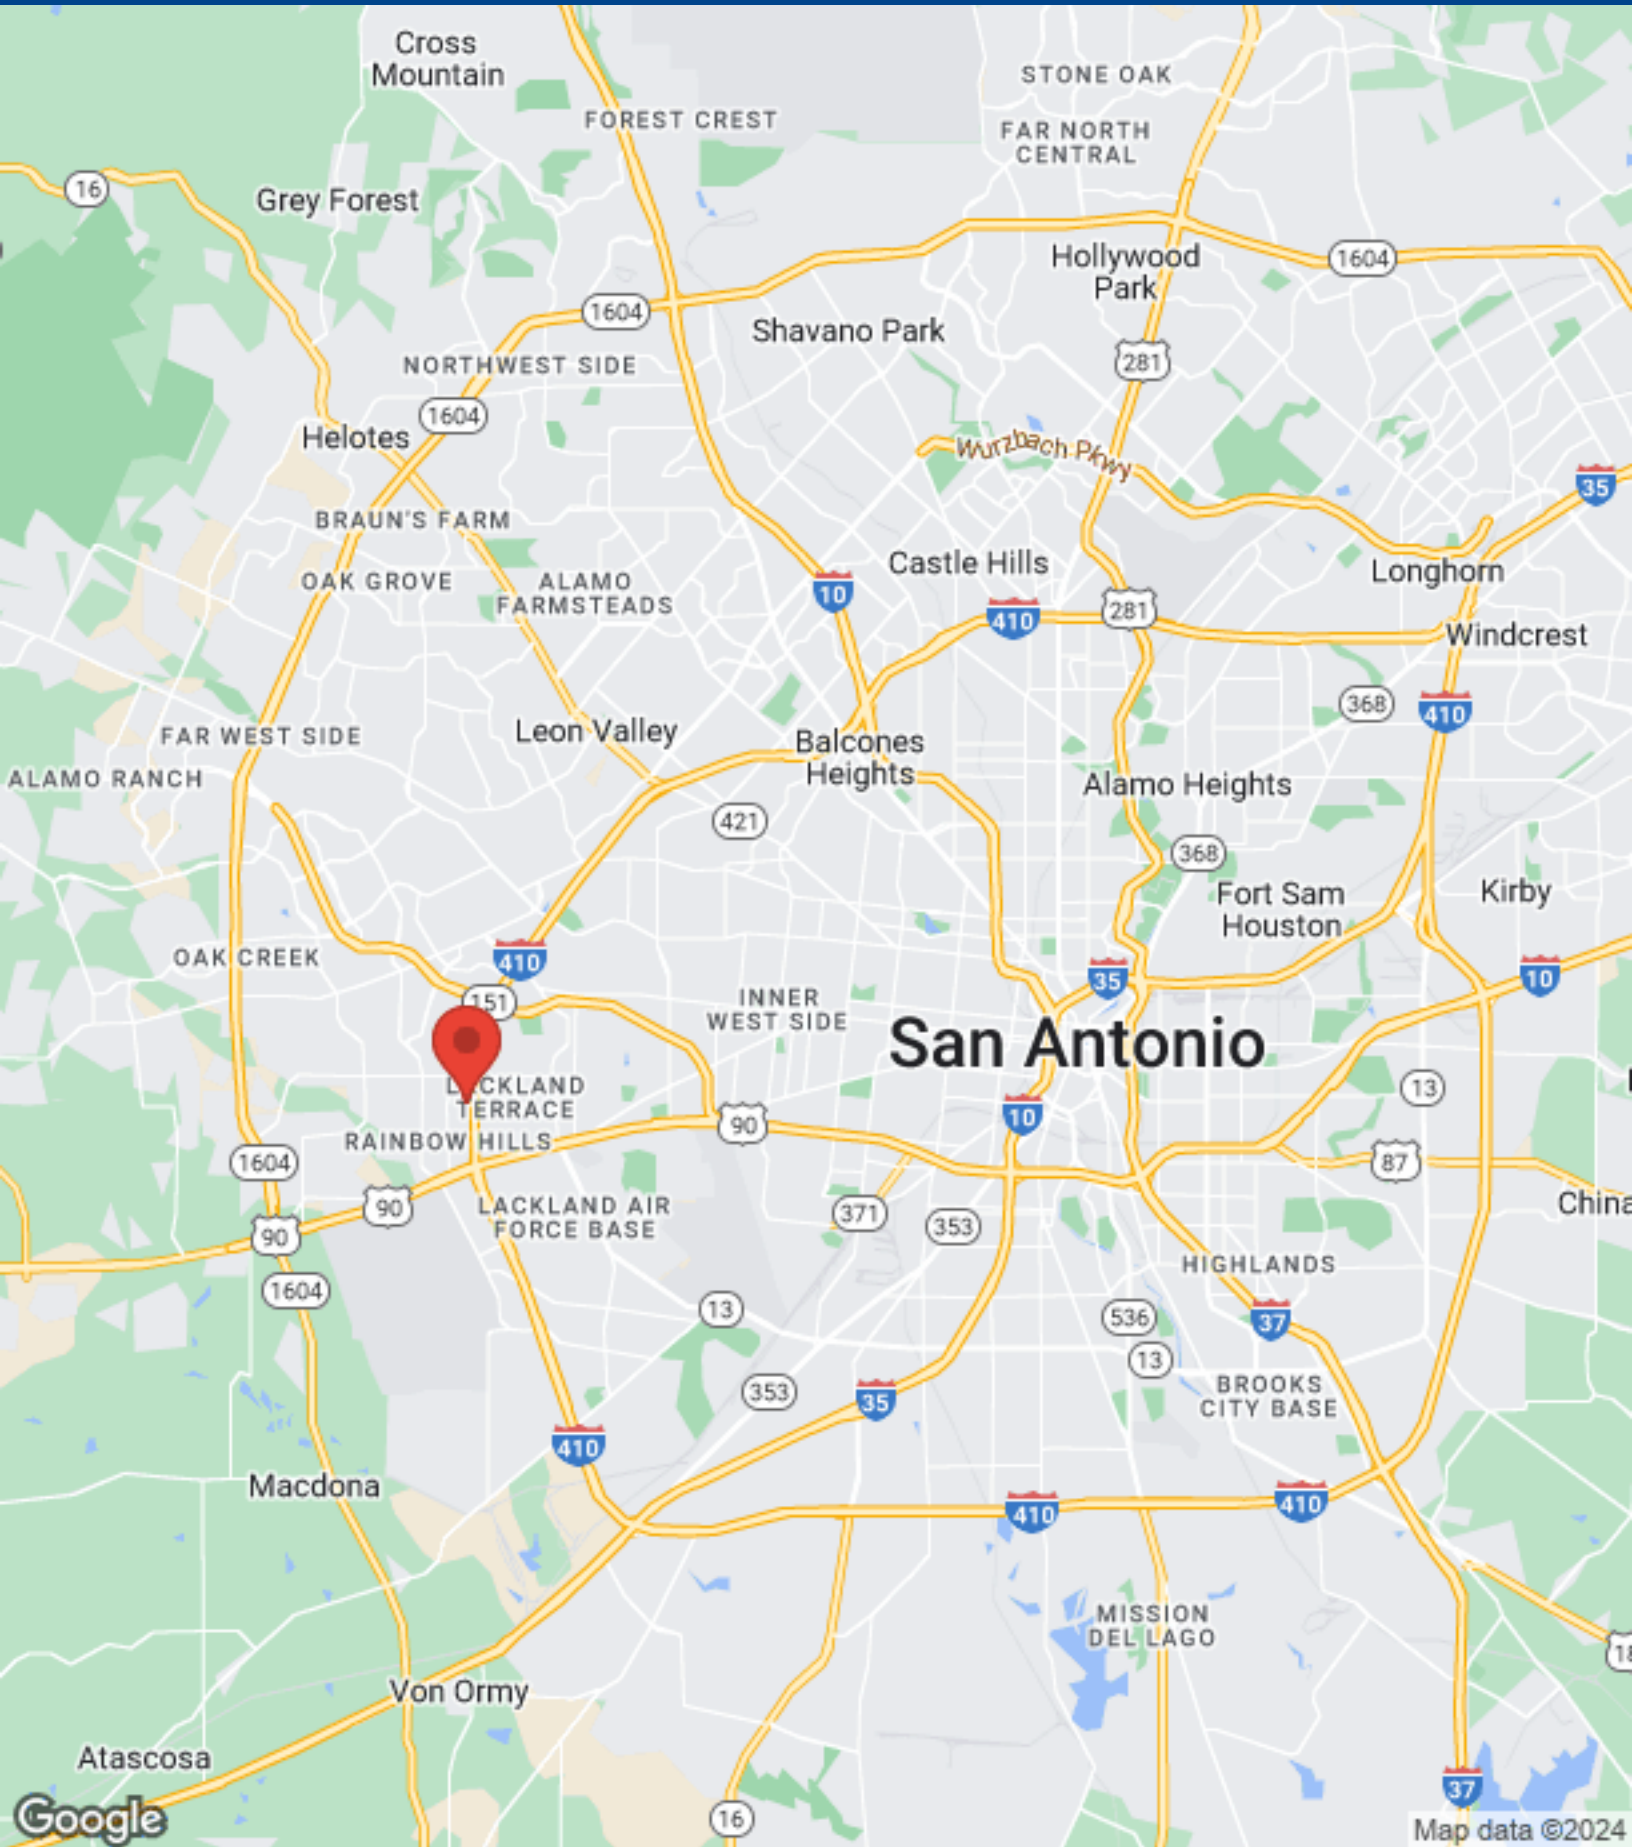 Cross
Mountain
STONE OAK
FOREST CREST
FAR NORTH
CENTRAL
16
Grey Forest
Hollywood
Park
1604
1604
Shavano Park
281
NORTHWEST SIDE
1604
Helotes
Wurzbach Pkwy
35
BRAUN'S FARM
Castle Hills
Longhorn
OAK GROVE
ALAMO
FARMSTEADS
10
410
281
Windcrest
368
410
FAR WEST SIDE
Leon Valley
Balcones
Heights
ALAMO RANCH
Alamo Heights
421
368
Fort Sam
Houston
Kirby
OAK CREEK
410
35
10
151
INNER
WEST SIDE
San Antonio
LACKLAND
TERRACE
13
10
90
RAINBOW HILLS
1604
87
90
LACKLAND AIR
FORCE BASE
371
353
China
90
HIGHLANDS
1604
13
536
37
13
353
35
BROOKS
CITY BASE
410
Macdona
410
410
MISSION
DEL LAGO
18
Von Ormy
Atascosa
37
Google
16
Map data ©2024